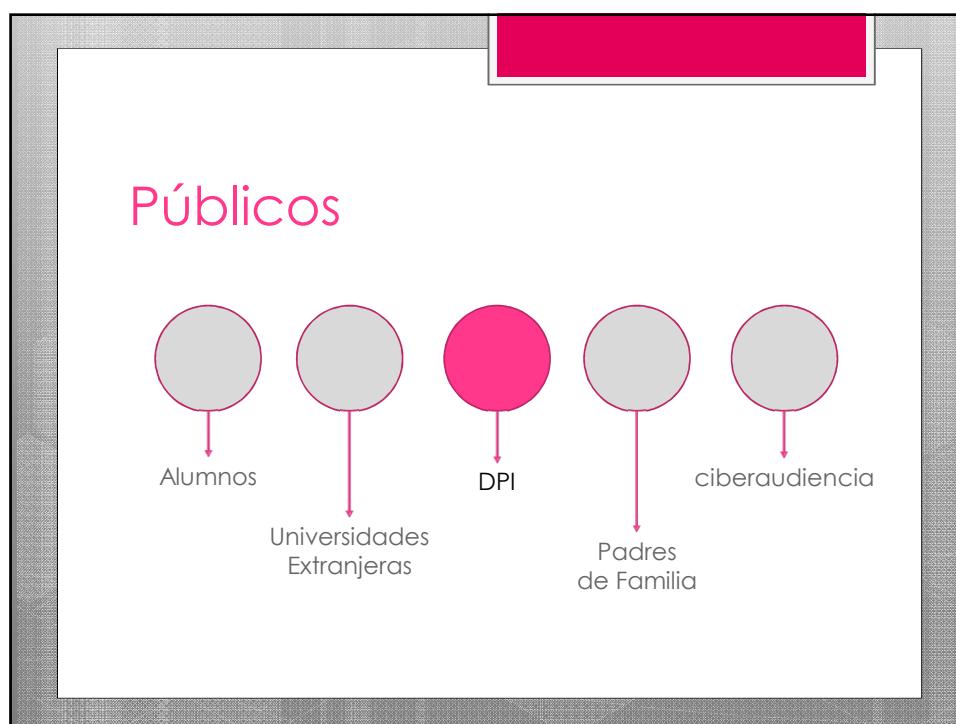 Públicos
Alumnos
Universidades
Extranjeras
DPI
Padres
de Familia
ciberaudiencia